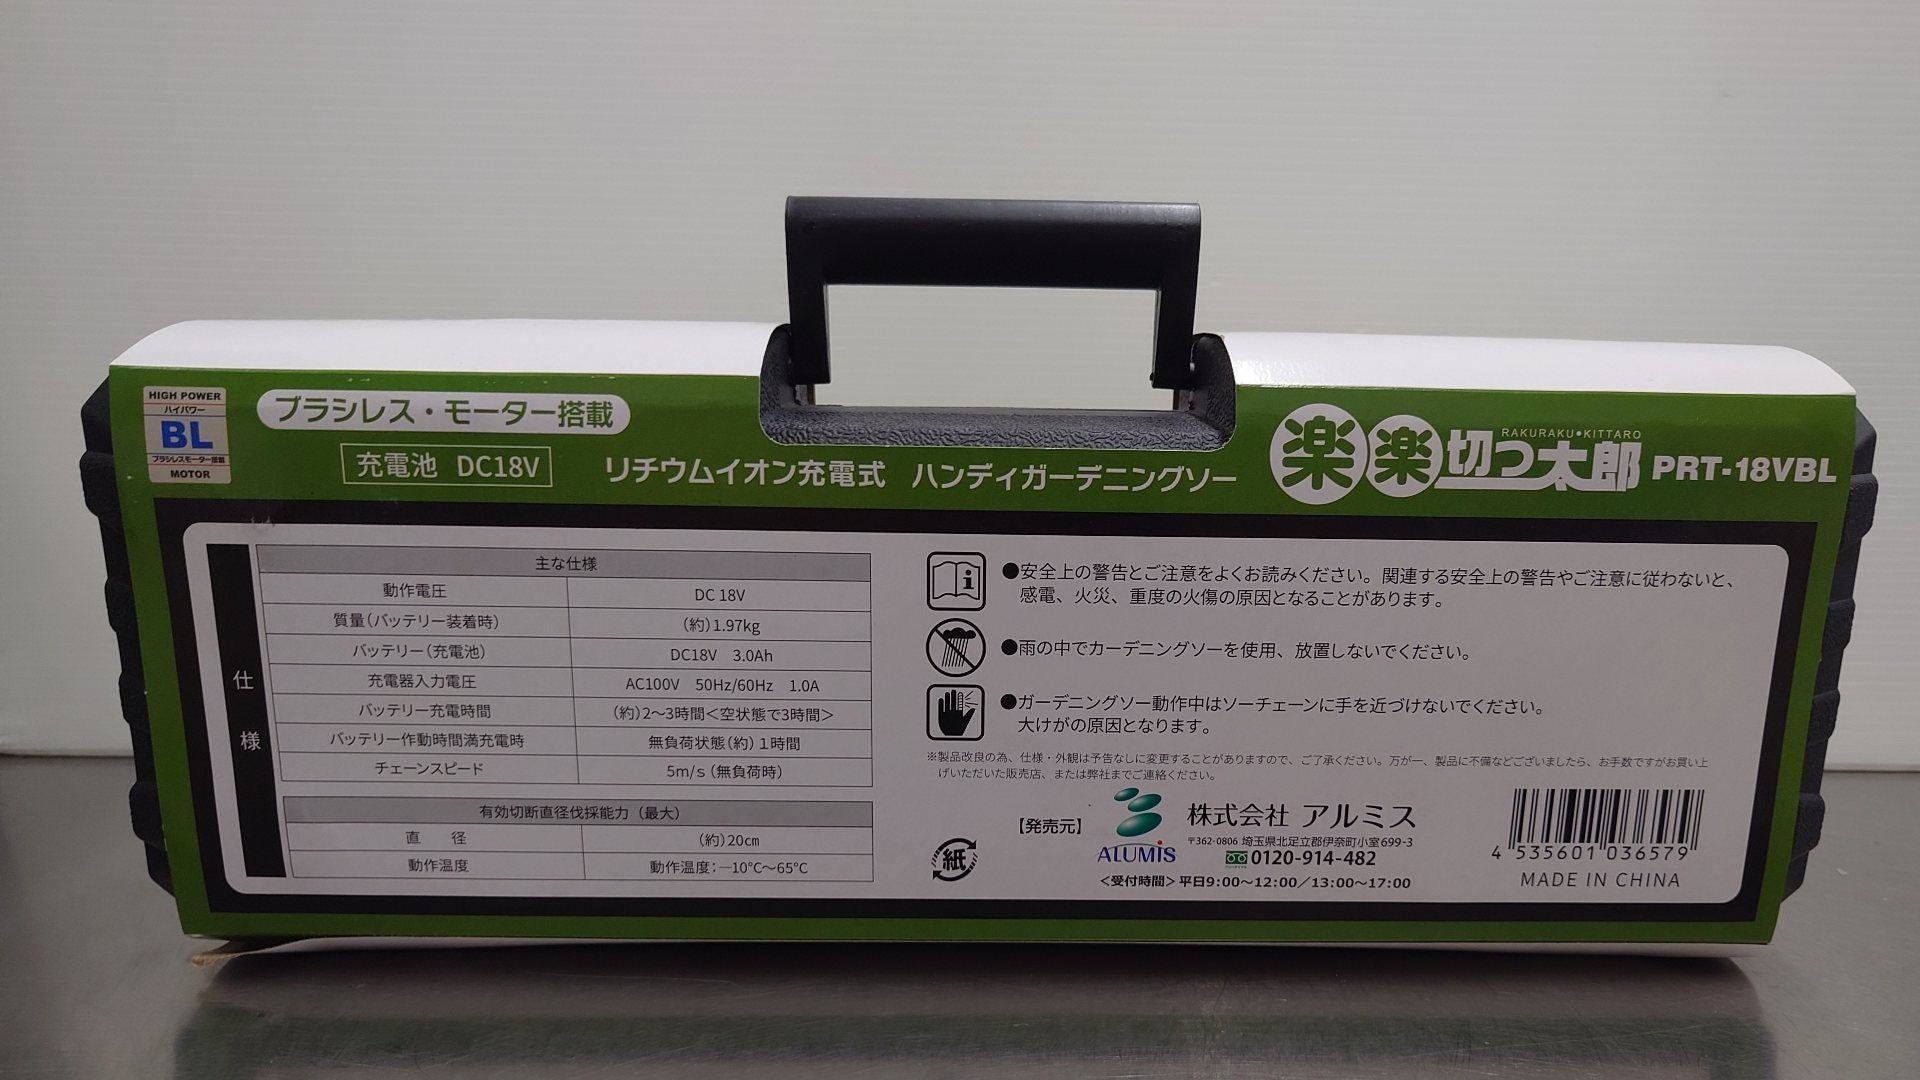 HIGH POWER
ハイパワー
BL
ブラシレスモーター搭載
MOTOR
ブラシレス・モーター搭載
充電池 DC18V
リチウムイオン充電式 ハンディガーデニングソー
楽楽切っ太郎
RAKURAKU•KITTARO
PRT-18VBL
仕様
主な仕様
動作電圧 DC 18V
質量(バッテリー装着時) (約)1.97kg
バッテリー(充電池) DC18V 3.0Ah
充電器入力電圧 AC100V 50Hz/60Hz 1.0A
バッテリー充電時間 (約)2〜3時間<空状態で3時間>
バッテリー作動時間満充電時 無負荷状態(約)1時間
チェーンスピード 5m/s(無負荷時)
有効切断直径伐採能力(最大)
直 径 (約)20cm
動作温度 動作温度:−10℃〜65℃
●安全上の警告とご注意をよくお読みください。関連する安全上の警告やご注意に従わないと、
感電、火災、重度の火傷の原因となることがあります。
●雨の中でカーデニングソーを使用、放置しないでください。
●ガーデニングソー動作中はソーチェーンに手を近づけないでください。
大けがの原因となります。
※製品改良の為、仕様・外観は予告なしに変更することがありますので、ご了承ください。万が一、製品に不備などございましたら、お手数ですがお買い上
げいただいた販売店、または弊社までご連絡ください。
紙
【発売元】
ALUMiS
株式会社 アルミス
〒362-0806 埼玉県北足立郡伊奈町小室699-3
0120-914-482
<受付時間>平日9:00〜12:00/13:00〜17:00
4 535601 036579
MADE IN CHINA